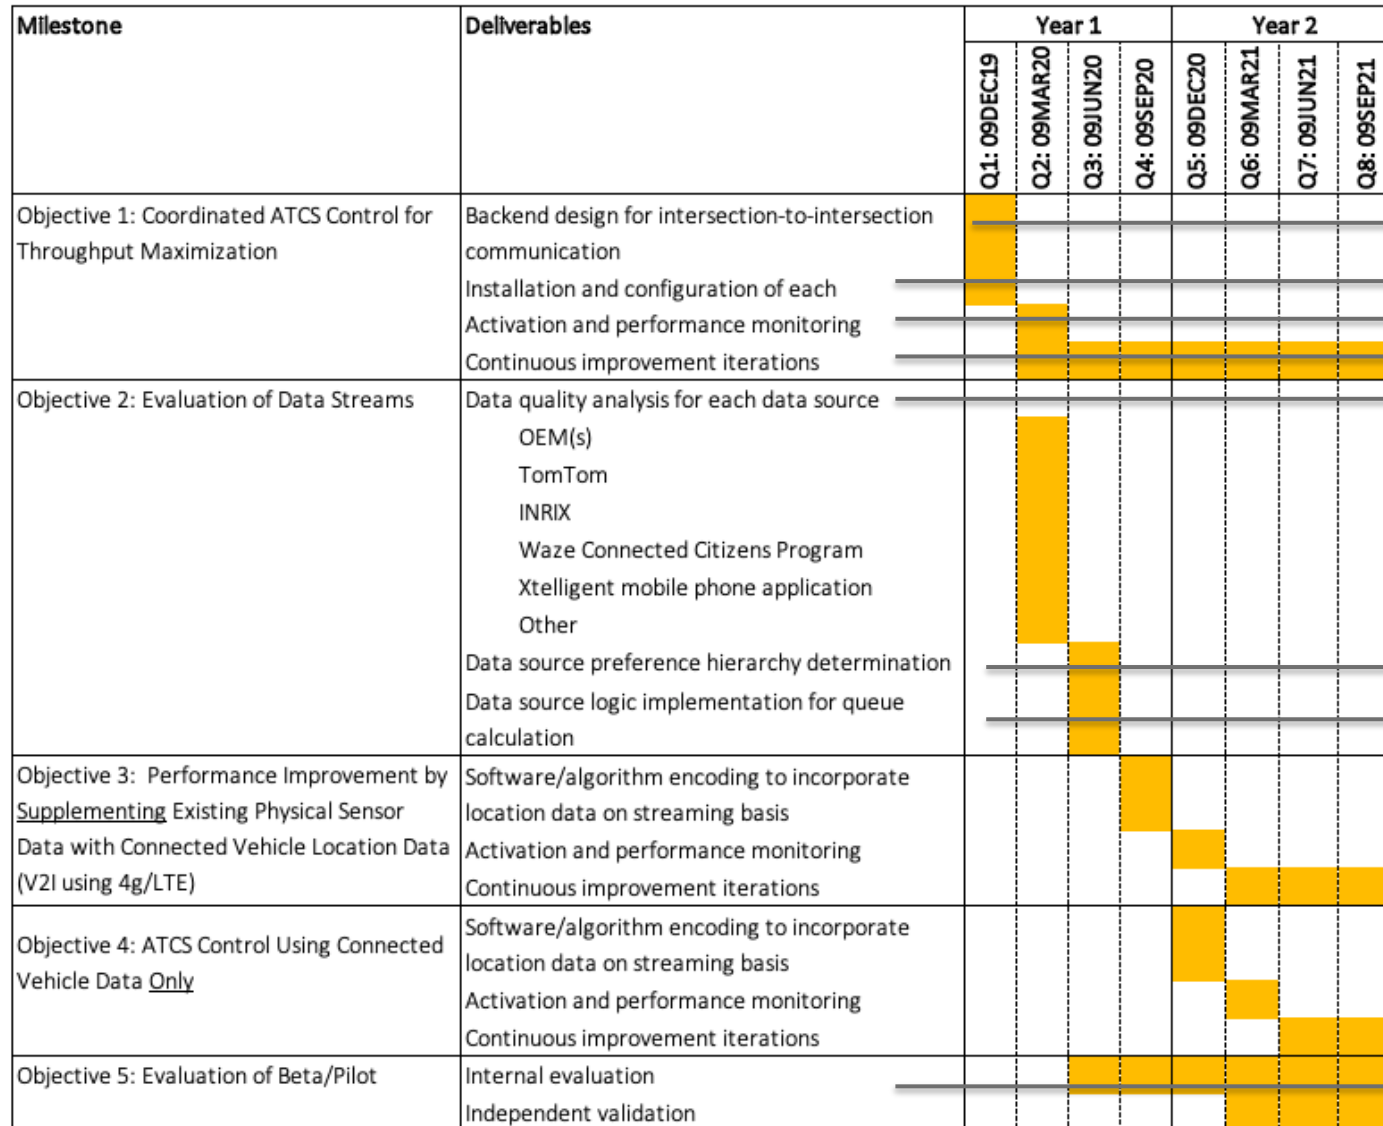 Milestone
Deliverables
Year 1
Year 2
Q1: 09DEC19
Q2: 09MAR20
Q3: 09JUN20
Q4: 09SEP20
Q5: 09DEC20
Q6: 09MAR21
Q7: 09JUN21
Q8: 09SEP21
Objective 1: Coordinated ATCS Control for
Throughput Maximization
Backend design for intersection-to-intersection
communication
Installation and configuration of each
Activation and performance monitoring
Continuous improvement iterations
Objective 2: Evaluation of Data Streams
Data quality analysis for each data source
OEM(s)
TomTom
INRIX
Waze Connected Citizens Program
Xtelligent mobile phone application
Other
Data source preference hierarchy determination
Data source logic implementation for queue
calculation
Objective 3:  Performance Improvement by
Supplementing Existing Physical Sensor
Data with Connected Vehicle Location Data
(V2I using 4g/LTE)
Software/algorithm encoding to incorporate
location data on streaming basis
Activation and performance monitoring
Continuous improvement iterations
Objective 4: ATCS Control Using Connected
Vehicle Data Only
Software/algorithm encoding to incorporate
location data on streaming basis
Activation and performance monitoring
Continuous improvement iterations
Objective 5: Evaluation of Beta/Pilot
Internal evaluation
Independent validation